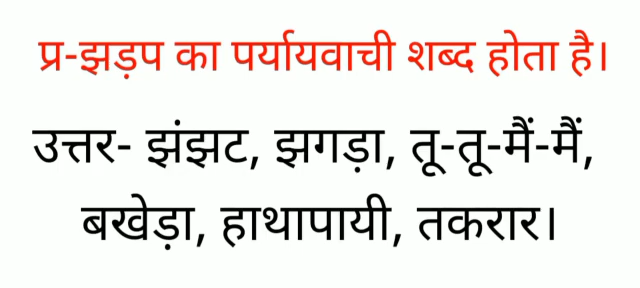 प्र-झड़प का पर्यायवाची शब्द होता है।
उत्तर- झंझट, झगड़ा, तू-तू-मैं-मैं,
बखेड़ा, हाथापायी, तकरार।